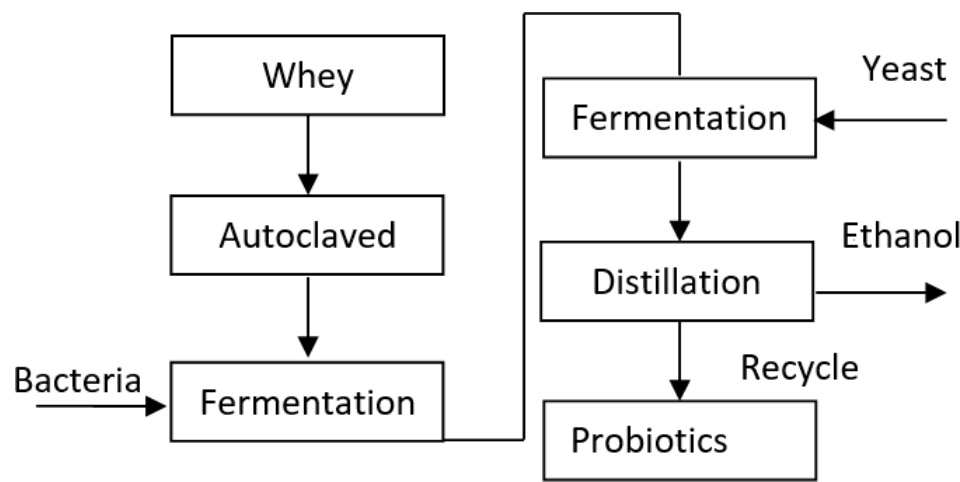 Whey
Autoclaved
Bacteria
Fermentation
Yeast
Fermentation
Ethanol
Distillation
Recycle
Probiotics